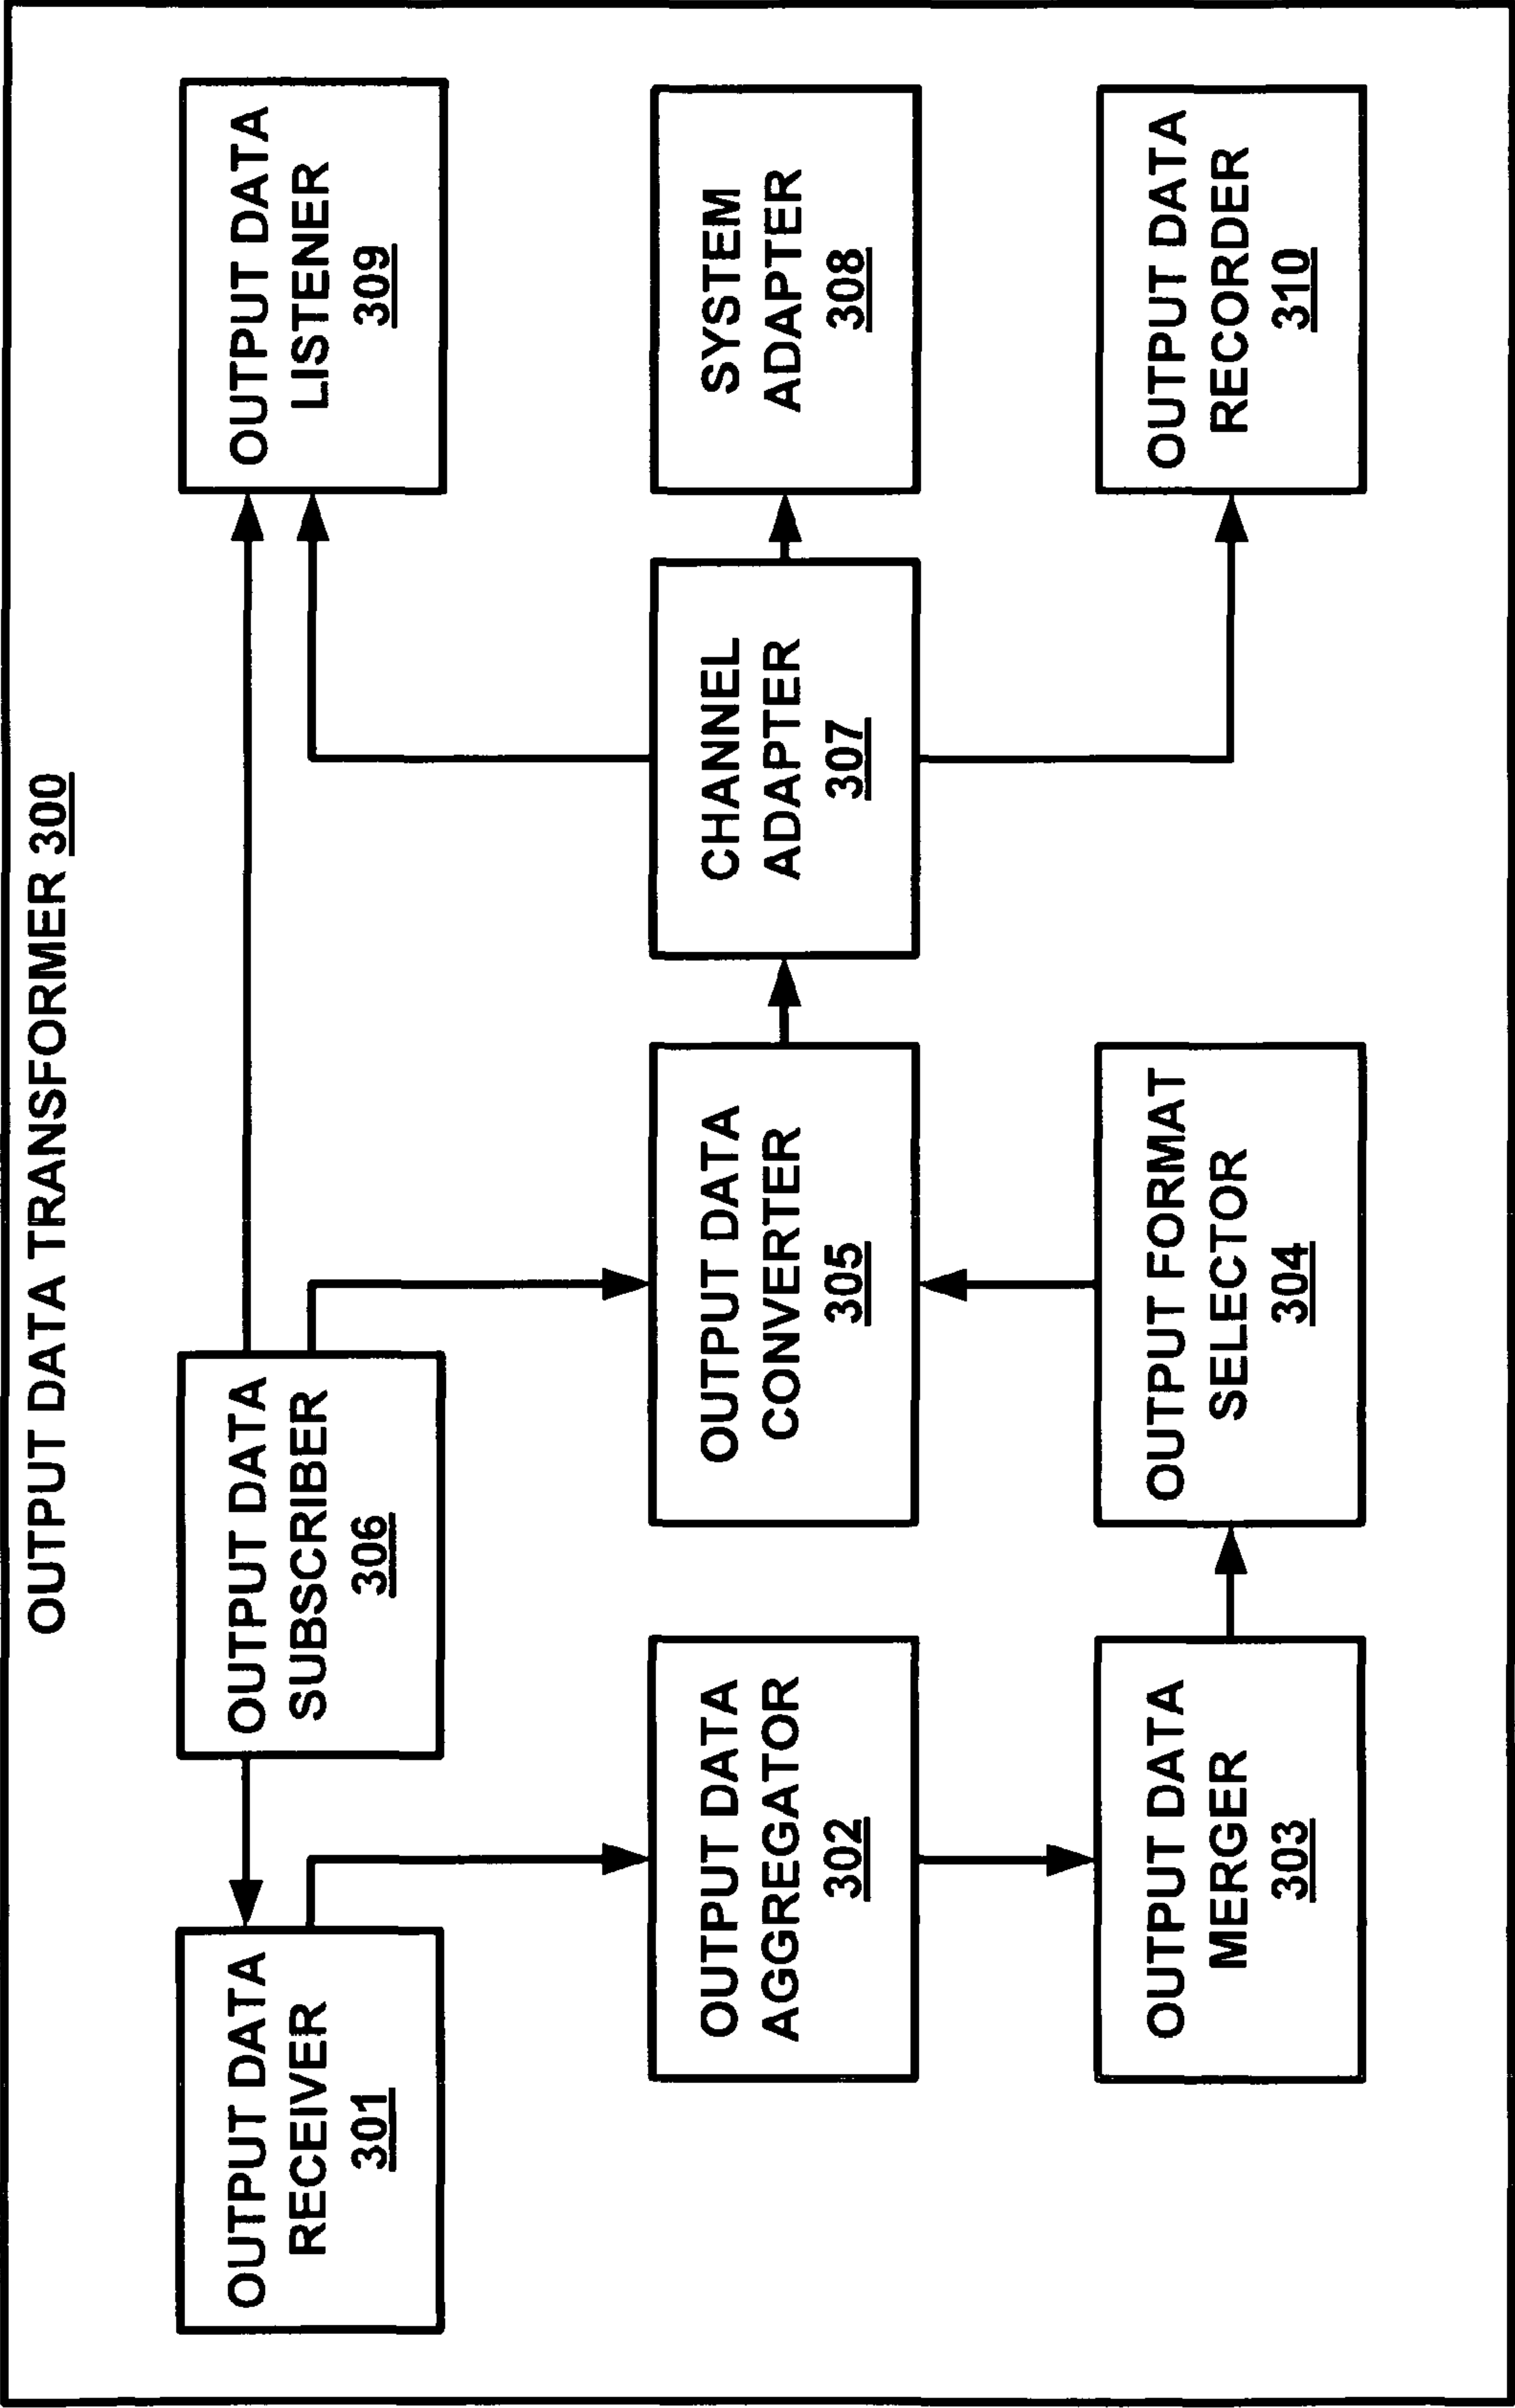 OUTPUT DATA TRANSFORMER 300
OUTPUT DATA
RECEIVER
301
OUTPUT DATA
SUBSCRIBER
306
OUTPUT DATA
LISTENER
309
OUTPUT DATA
AGGREGATOR
302
OUTPUT DATA
CONVERTER
305
CHANNEL
ADAPTER
307
SYSTEM
ADAPTER
308
OUTPUT DATA
MERGER
303
OUTPUT FORMAT
SELECTOR
304
OUTPUT DATA
RECORDER
310